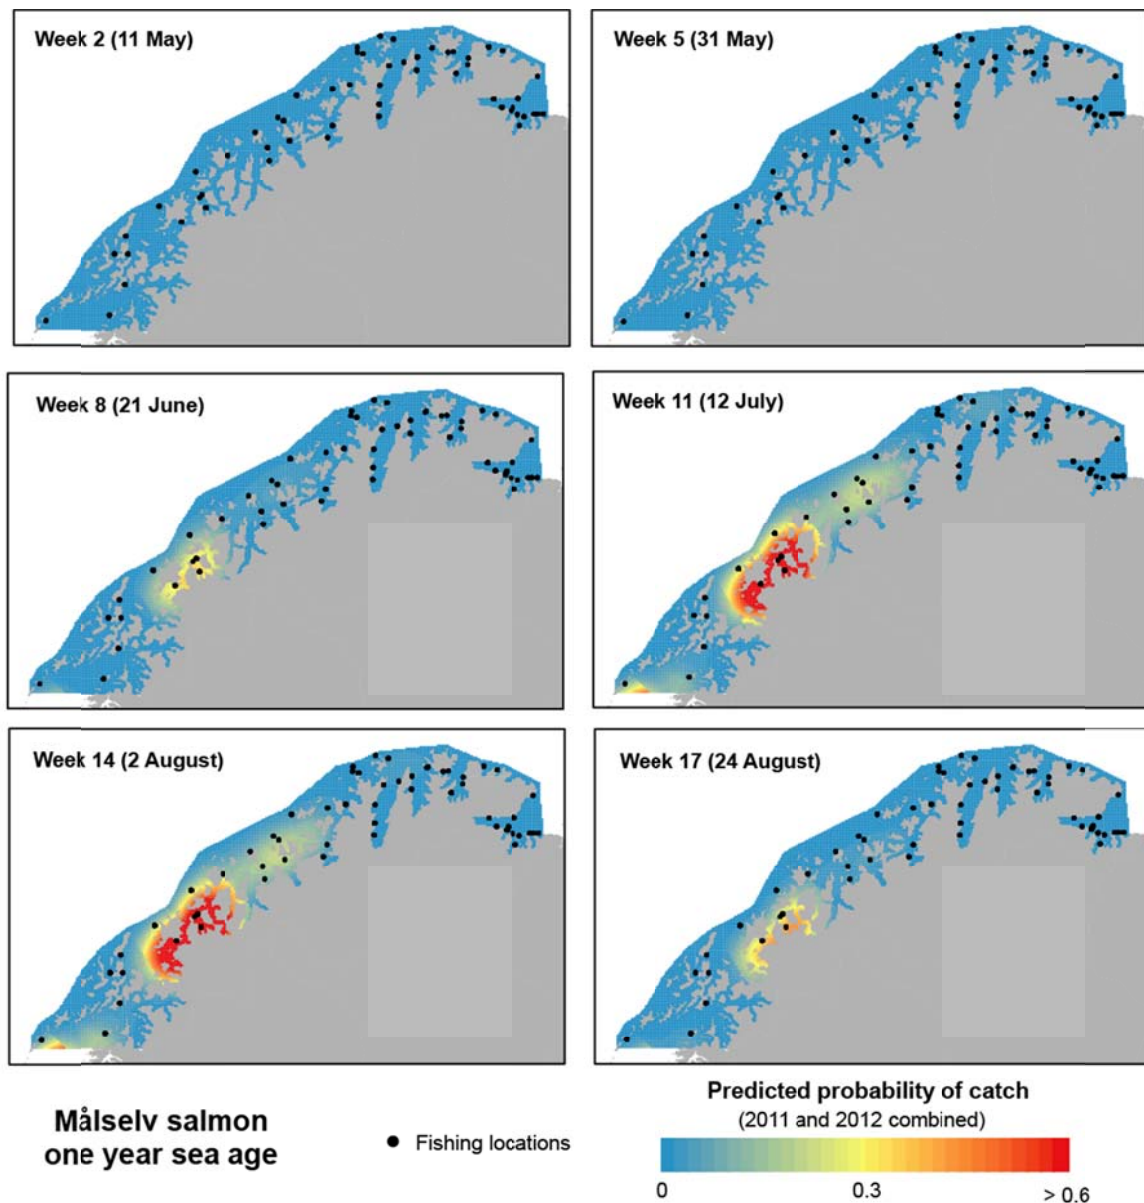 Week 2 (11 May)
Week 5 (31 May)
Week 8 (21 June)
Week 11 (12 July)
Week 14 (2 August)
Week 17 (24 August)
Målselv salmon
one year sea age
Fishing locations
Predicted probability of catch
(2011 and 2012 combined)
0 0.3 > 0.6